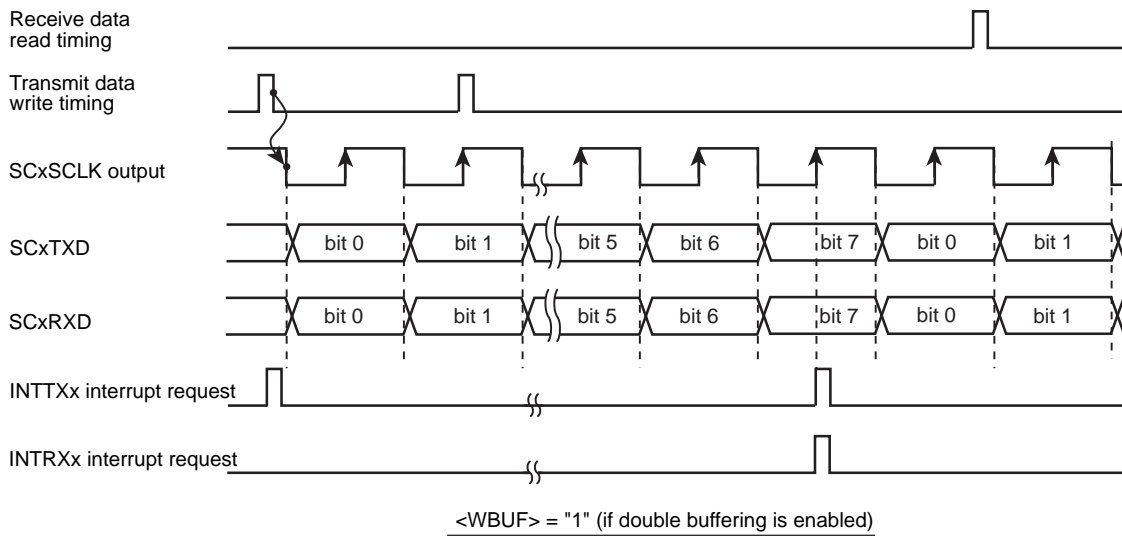 Receive data
read timing
Transmit data
write timing
SCxSCLK output
SCxTXD
bit 0 bit 1 bit 5 bit 6 bit 7 bit 0 bit 1
SCxRXD
bit 0 bit 1 bit 5 bit 6 bit 7 bit 0 bit 1
INTTXx interrupt request
INTRXx interrupt request
<WBUF> = "1" (if double buffering is enabled)